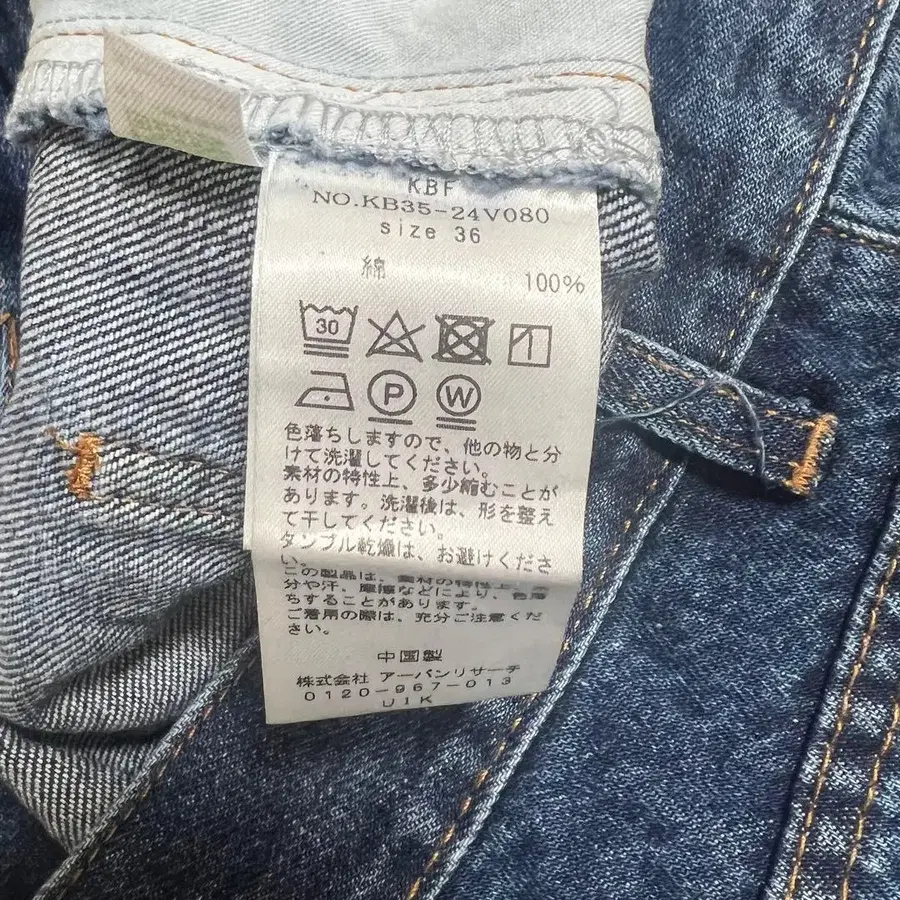 KBF
NO.KB35-24V080
size 36
綿 100%
30
P W
色落ちしますので、他の物と分
けて洗濯してください。
素材の特性上、多少縮むことが
あります。洗濯後は、形を整え
て干してください。
タンブル乾燥は、お避けくださ
い。
この製品は、素材の特性上、
分や汗、摩擦などにより、色落
ちすることがあります。
ご着用の際は、充分ご注意くだ
さい。
中国製
株式会社 アーバンリサーチ
0120-967-013
U1K